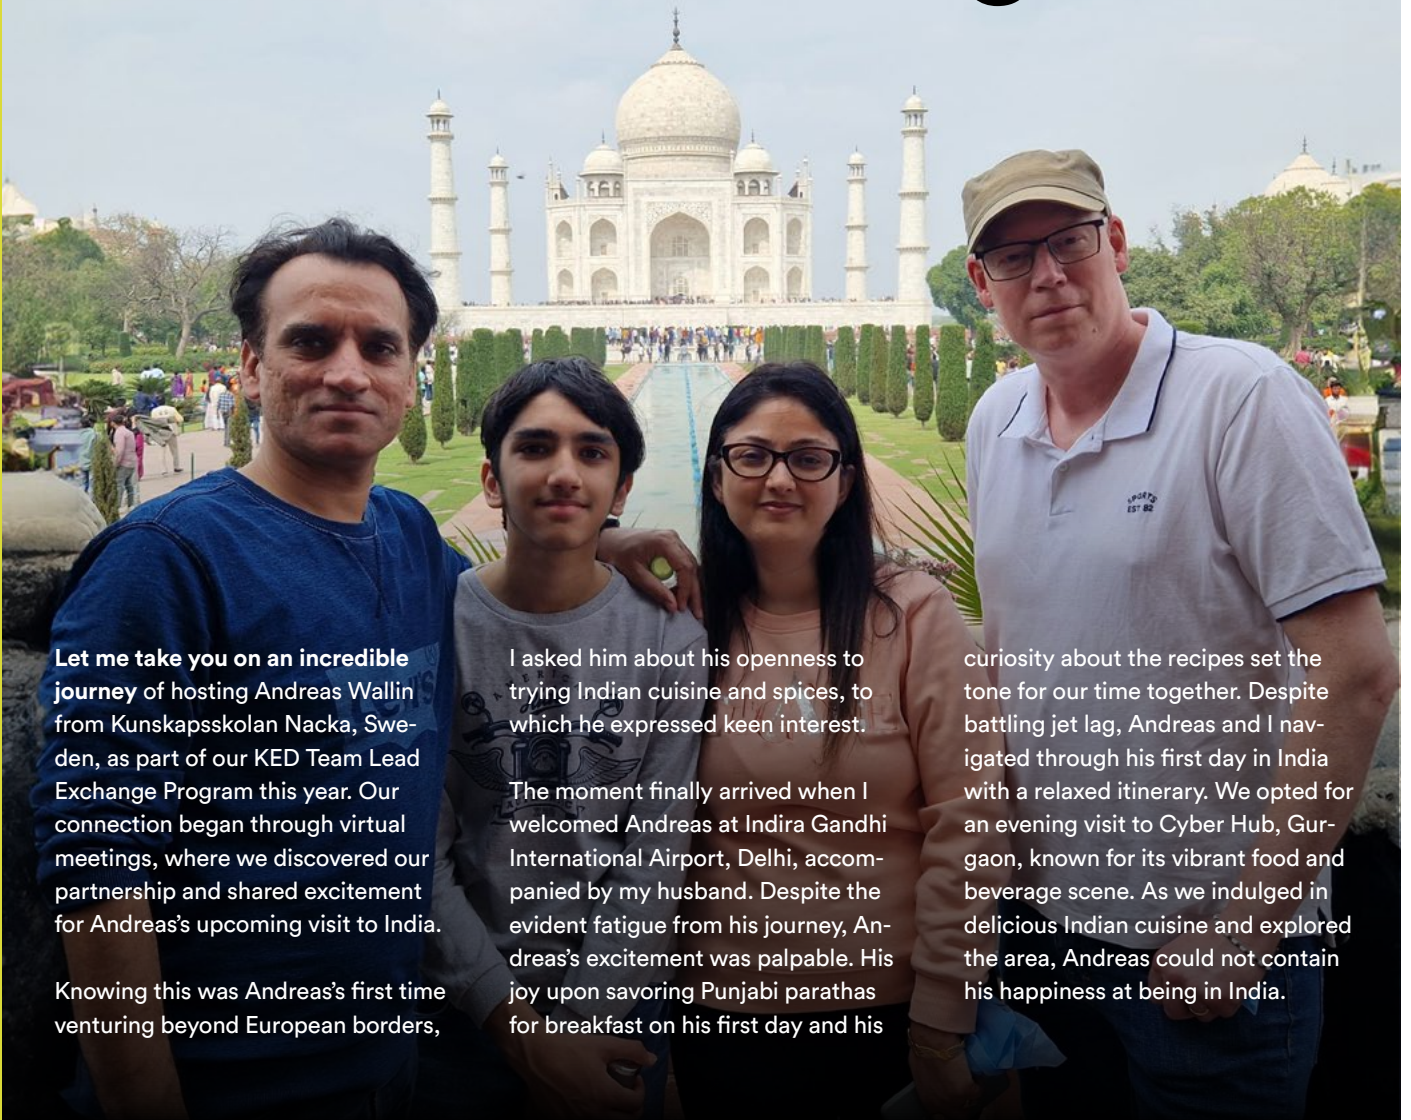 Let me take you on an incredible
journey of hosting Andreas Wallin
from Kunskapsskolan Nacka, Swe-
den, as part of our KED Team Lead
Exchange Program this year. Our
connection began through virtual
meetings, where we discovered our
partnership and shared excitement
for Andreas’s upcoming visit to India.
Knowing this was Andreas’s first time
venturing beyond European borders,
I asked him about his openness to
trying Indian cuisine and spices, to
which he expressed keen interest.
The moment finally arrived when I
welcomed Andreas at Indira Gandhi
International Airport, Delhi, accom-
panied by my husband. Despite the
evident fatigue from his journey, An-
dreas’s excitement was palpable. His
joy upon savoring Punjabi parathas
for breakfast on his first day and his
curiosity about the recipes set the
tone for our time together. Despite
battling jet lag, Andreas and I nav-
igated through his first day in India
with a relaxed itinerary. We opted for
an evening visit to Cyber Hub, Gur-
gaon, known for its vibrant food and
beverage scene. As we indulged in
delicious Indian cuisine and explored
the area, Andreas could not contain
his happiness at being in India.
SPORTS
EST 82